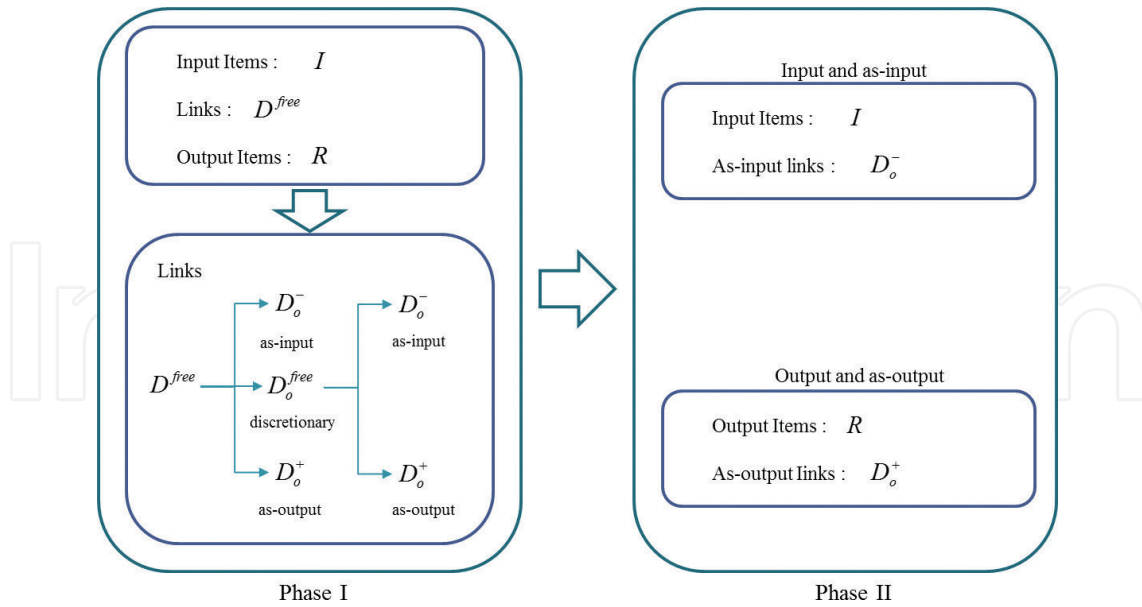 Input Items : I
Links : D^free
Output Items : R
Links
D_o^-
as-input
D_o^-
as-input
D^free
D_o^free
discretionary
D_o^+
as-output
D_o^+
as-output
Phase I
Input and as-input
Input Items : I
As-input links : D_o^-
Output and as-output
Output Items : R
As-output Iinks : D_o^+
Phase II